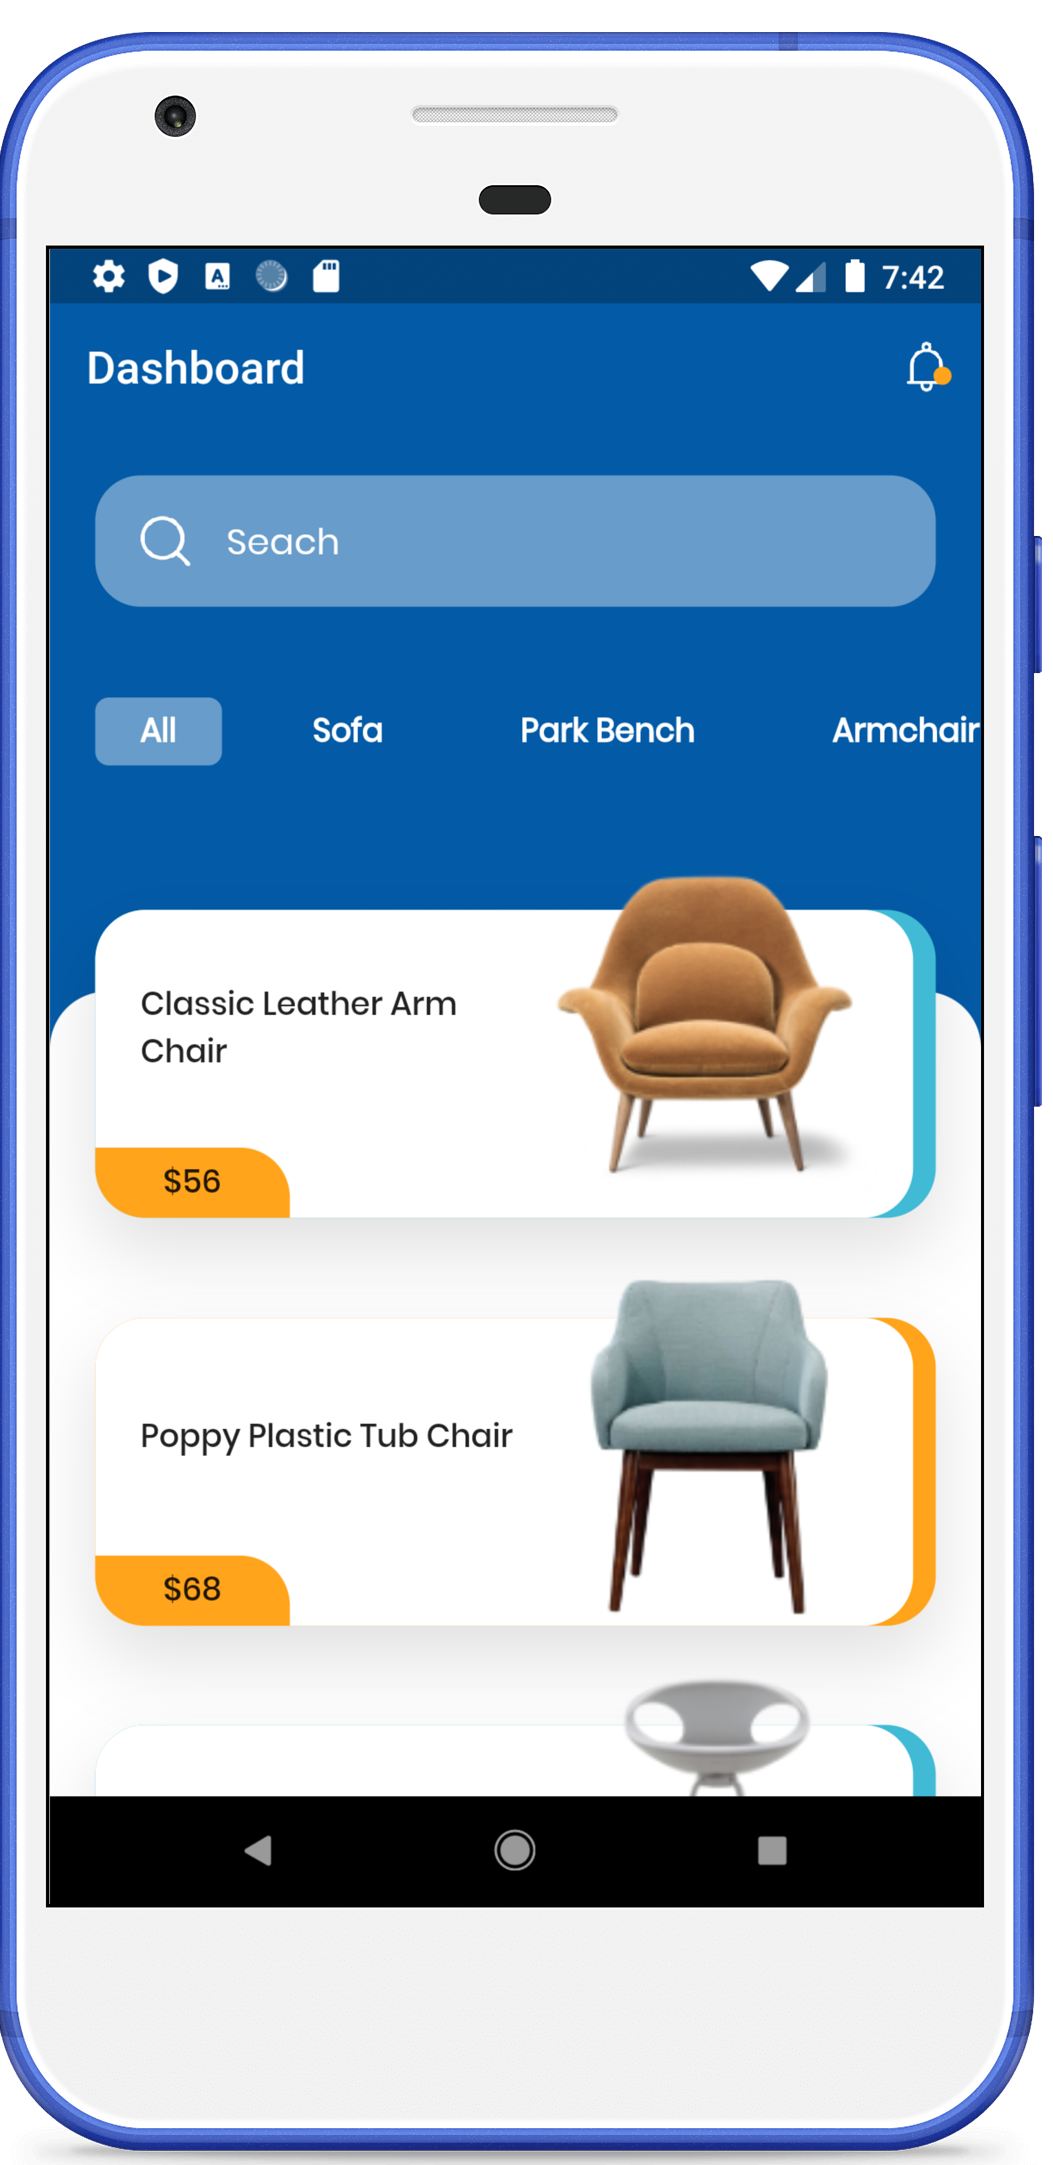 7:42
Dashboard
Seach
All Sofa Park Bench Armchair
Classic Leather Arm
Chair
$56
Poppy Plastic Tub Chair
$68